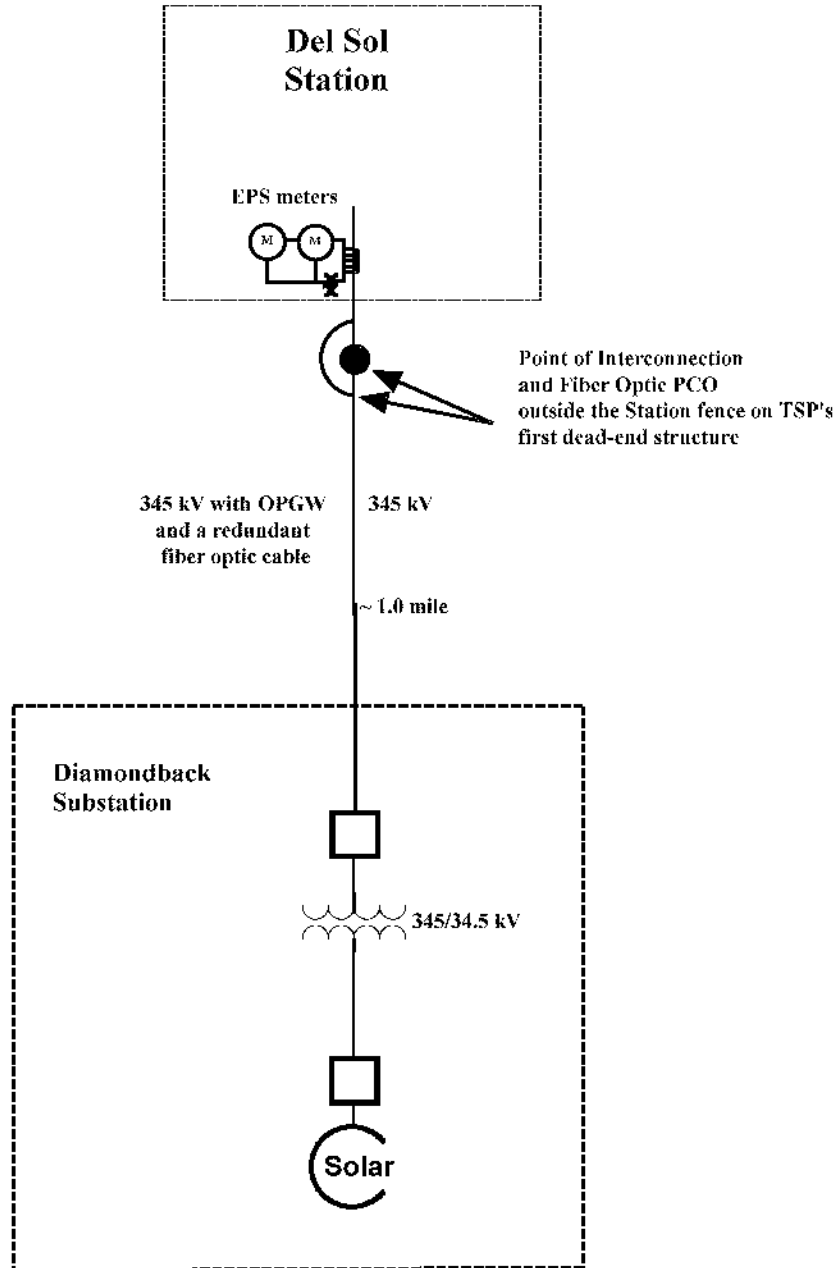 Del Sol
Station
EPS meters
M
M
Point of Interconnection
and Fiber Optic PCO
outside the Station fence on TSP's
first dead-end structure
345 kV with OPGW
and a redundant
fiber optic cable
345 kV
~ 1.0 mile
Diamondback
Substation
345/34.5 kV
Solar